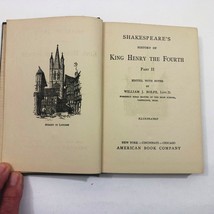 SHAKESPEARE'S
HISTORY OF
KING HENRY THE FOURTH
PART II
EDITED, WITH NOTES
BY
WILLIAM J. ROLFE, LITT.D.
ILLUSTRATED
NEW YORK · CINCINNATI · CHICAGO
AMERICAN BOOK COMPANY